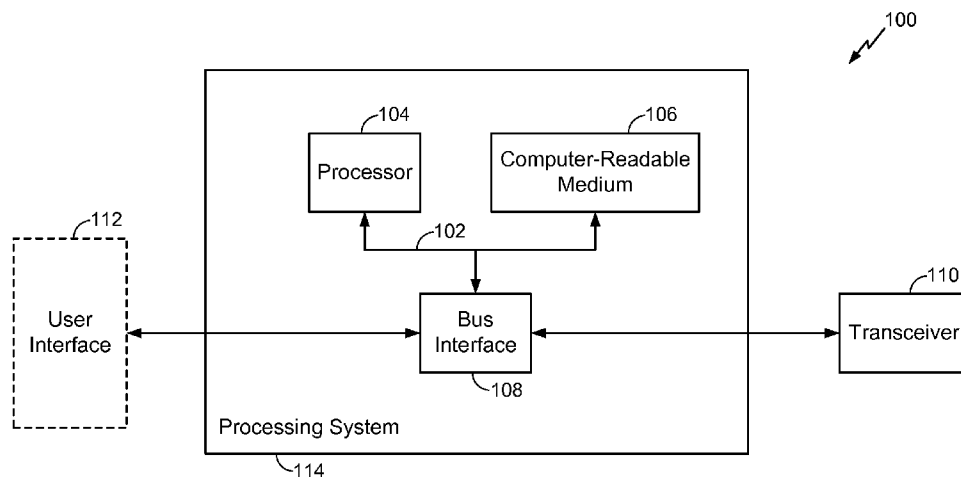 100
104
106
Processor
Computer-Readable
Medium
112
102
110
User
Interface
Bus
Interface
Transceiver
108
Processing System
114